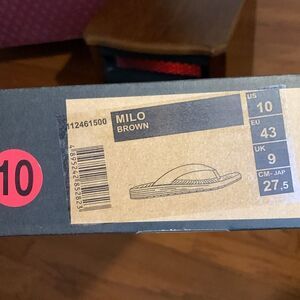 112461500
MILO
BROWN
US
10
EU
43
UK
9
CM-JAP
27,5
10